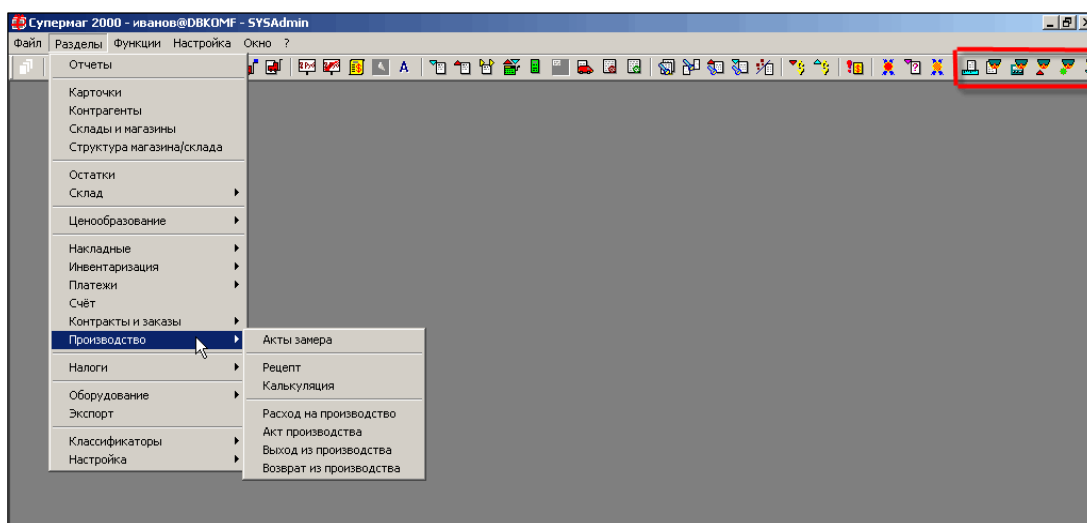 Супермаг 2000 - иванов@DBKOMF - SYSAdmin
Файл Разделы Функции Настройка Окно ?
Отчеты
Карточки
Контрагенты
Склады и магазины
Структура магазина/склада
Остатки
Склад
Ценообразование
Накладные
Инвентаризация
Платежи
Счёт
Контракты и заказы
Производство
Налоги
Оборудование
Экспорт
Классификаторы
Настройка
Акты замера
Рецепт
Калькуляция
Расход на производство
Акт производства
Выход из производства
Возврат из производства